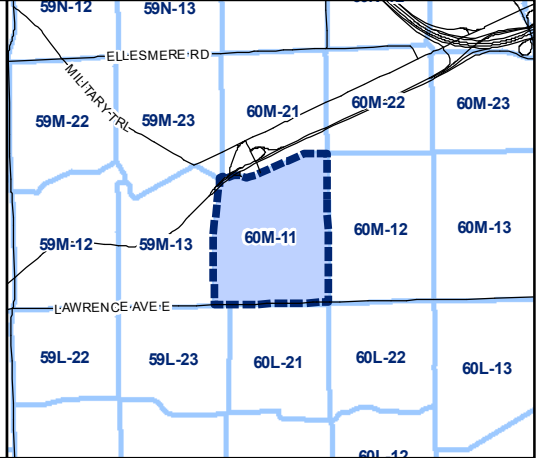 59N-12
59N-13
ELLESMERE RD
MILITARY TRL
59M-22
59M-23
60M-21
60M-22
60M-23
59M-12
59M-13
60M-11
60M-12
60M-13
LAWRENCE AVE E
59L-22
59L-23
60L-21
60L-22
60L-13
60L-12